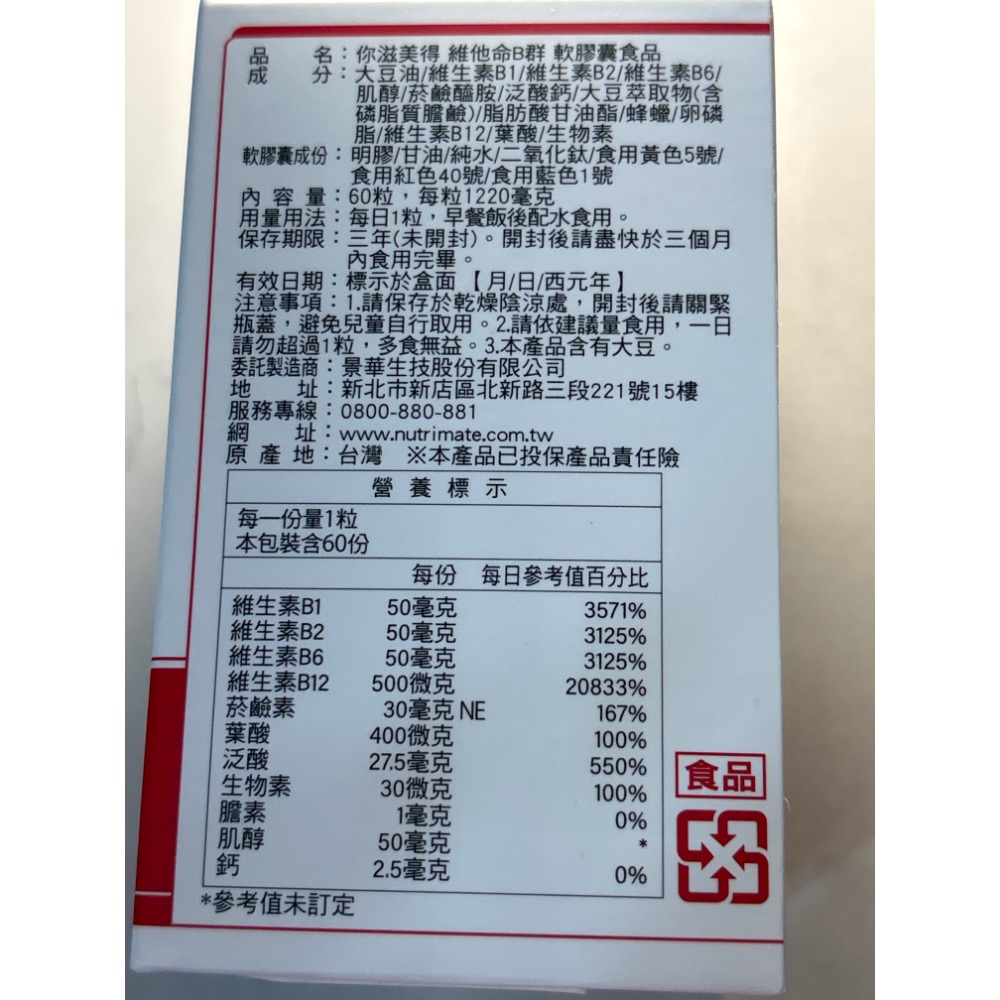 品　　名：你滋美得 維他命B群 軟膠囊食品
成　　分：大豆油/維生素B1/維生素B2/維生素B6/
肌醇/菸鹼醯胺/泛酸鈣/大豆萃取物(含
磷脂質膽鹼)/脂肪酸甘油酯/蜂蠟/卵磷
脂/維生素B12/葉酸/生物素
軟膠囊成份：明膠/甘油/純水/二氧化鈦/食用黃色5號/
食用紅色40號/食用藍色1號
內 容 量：60粒，每粒1220毫克
用量用法：每日1粒，早餐飯後配水食用。
保存期限：三年(未開封)。開封後請盡快於三個月
內食用完畢。
有效日期：標示於盒面【月/日/西元年】
注意事項：1.請保存於乾燥陰涼處，開封後請關緊
瓶蓋，避免兒童自行取用。2.請依建議量食用，一日
請勿超過1粒，多食無益。3.本產品含有大豆。
委託製造商：景華生技股份有限公司
地　　址：新北市新店區北新路三段221號15樓
服務專線：0800-880-881
網　　址：www.nutrimate.com.tw
原 產 地：台灣　※本產品已投保產品責任險
營 養 標 示
每一份量1粒
本包裝含60份
每份　每日參考值百分比
維生素B1　50毫克　3571%
維生素B2　50毫克　3125%
維生素B6　50毫克　3125%
維生素B12　500微克　20833%
菸鹼素　30毫克 NE　167%
葉酸　400微克　100%
泛酸　27.5毫克　550%
生物素　30微克　100%
膽素　1毫克　0%
肌醇　50毫克　*
鈣　2.5毫克　0%
*參考值未訂定
食品